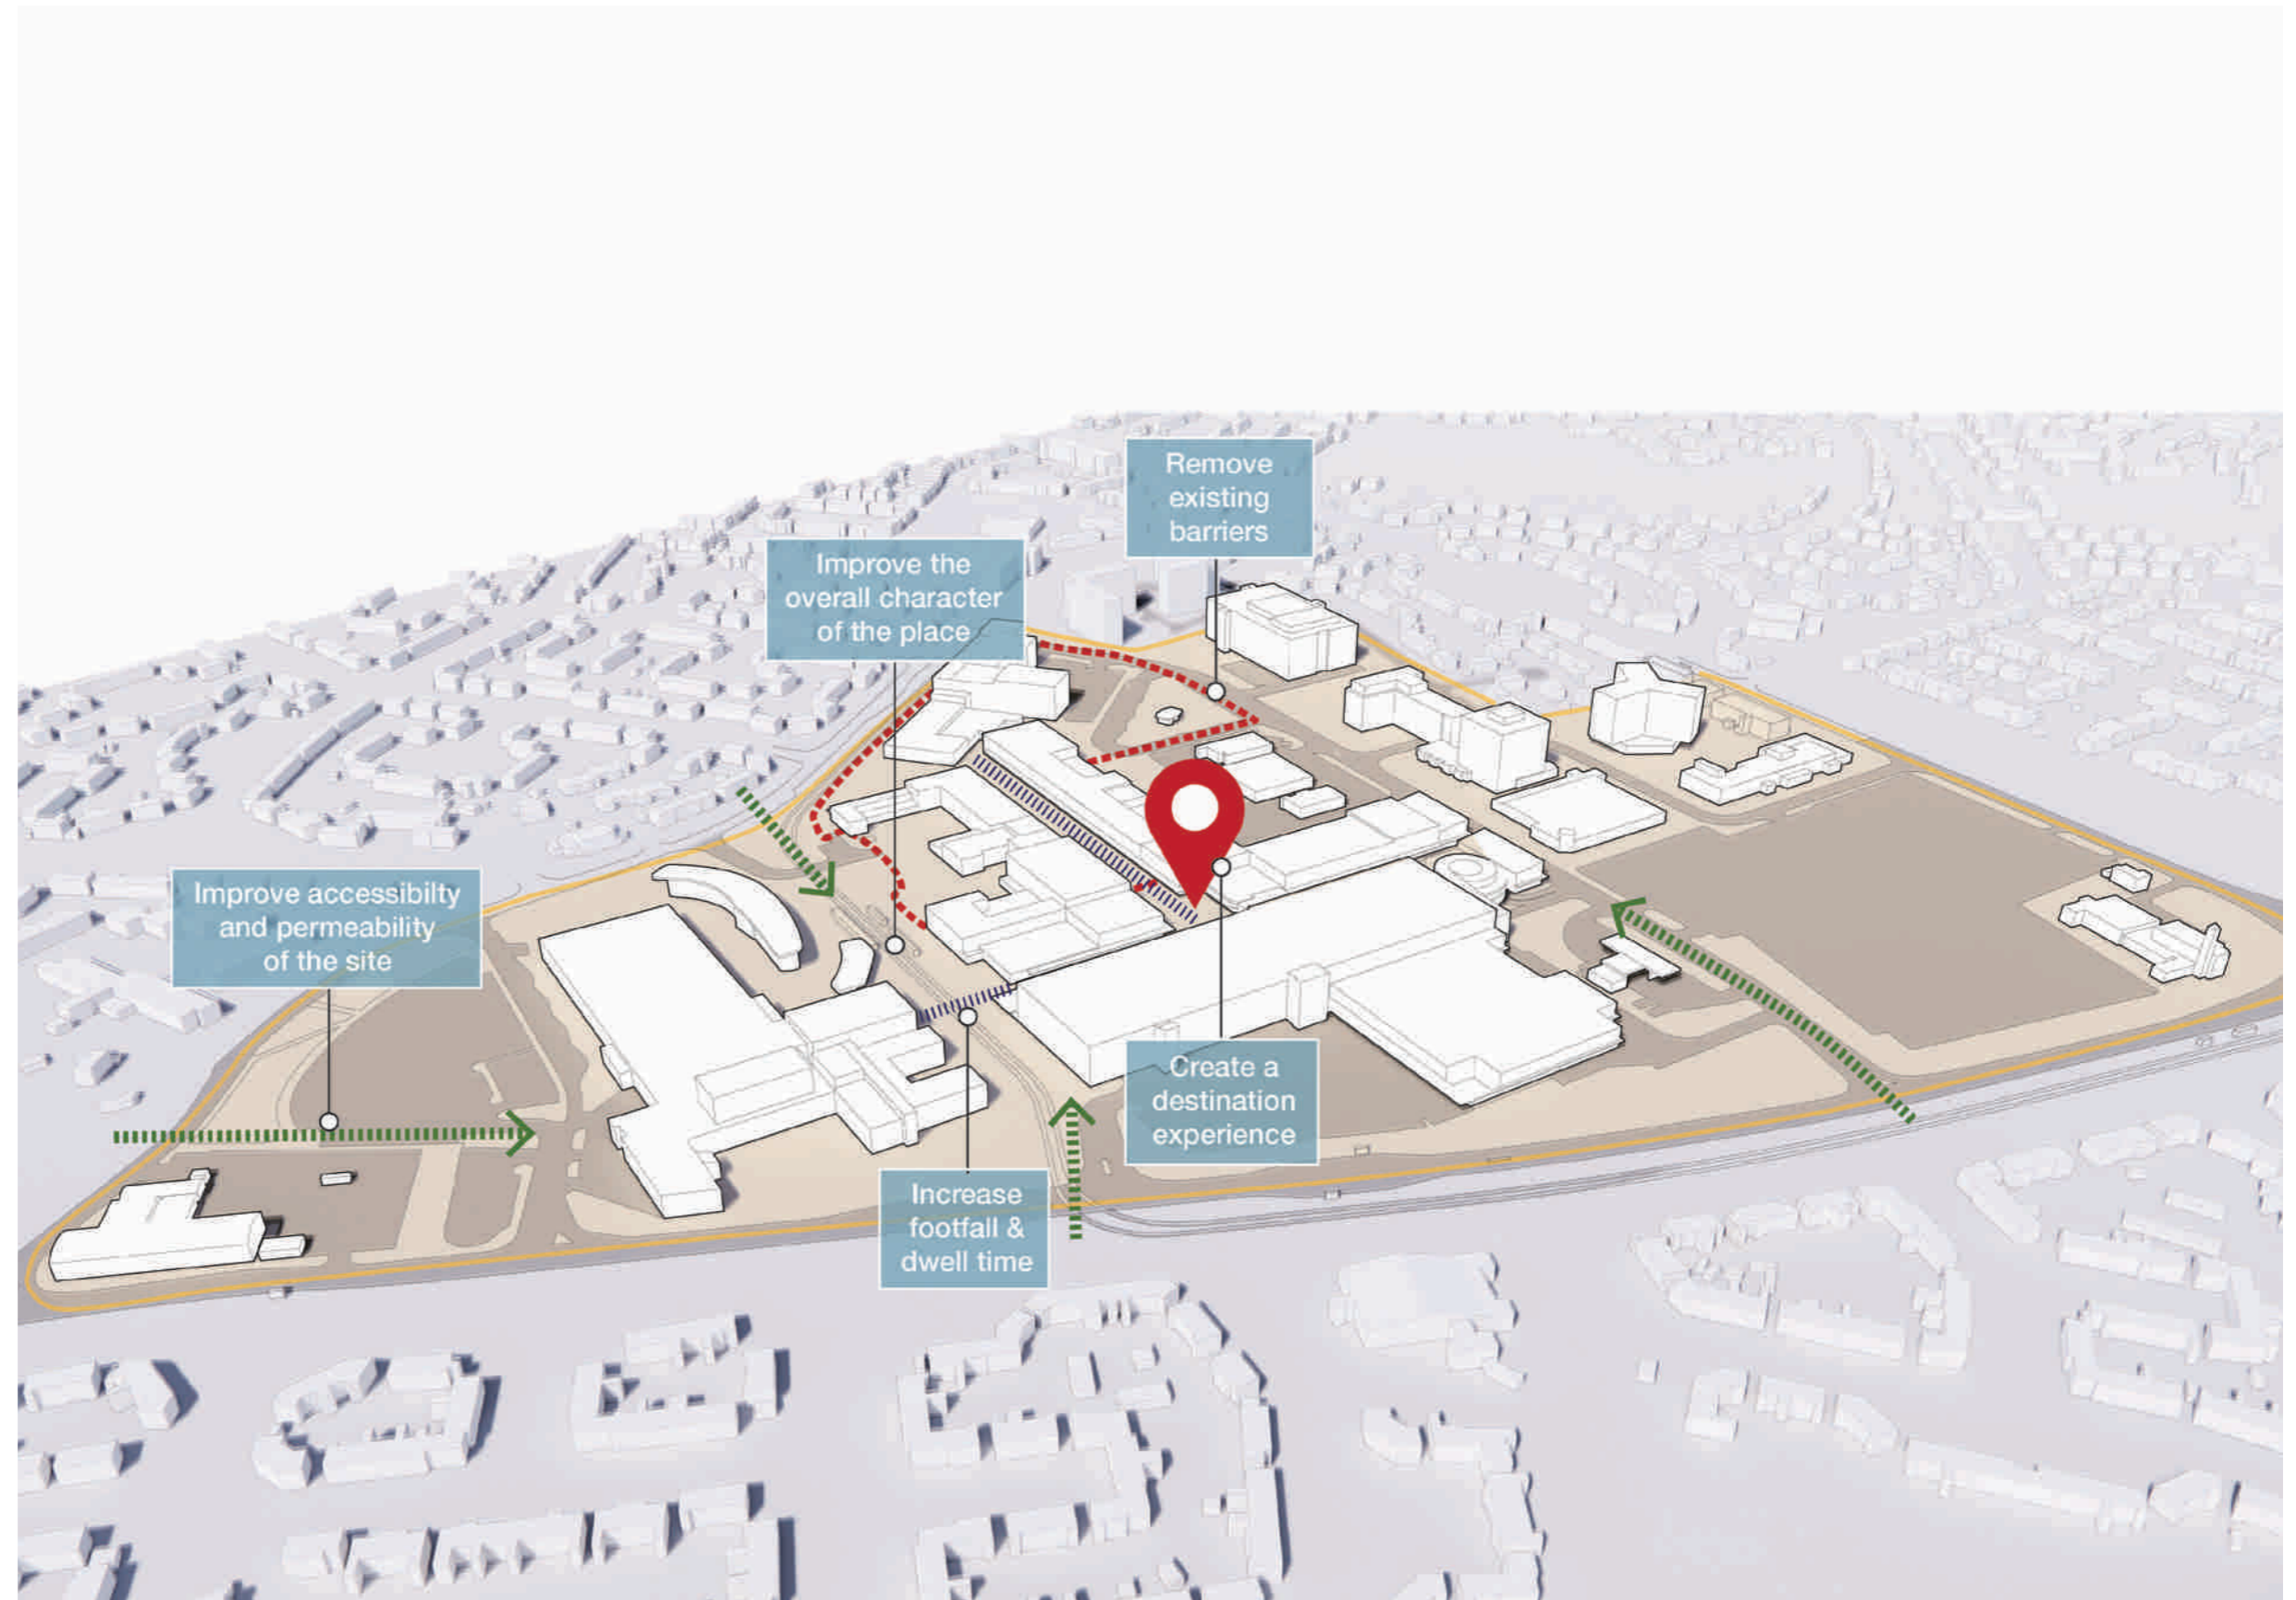 Remove
existing
barriers
Improve the
overall character
of the place
Improve accessibilty
and permeability
of the site
Create a
destination
experience
Increase
footfall &
dwell time